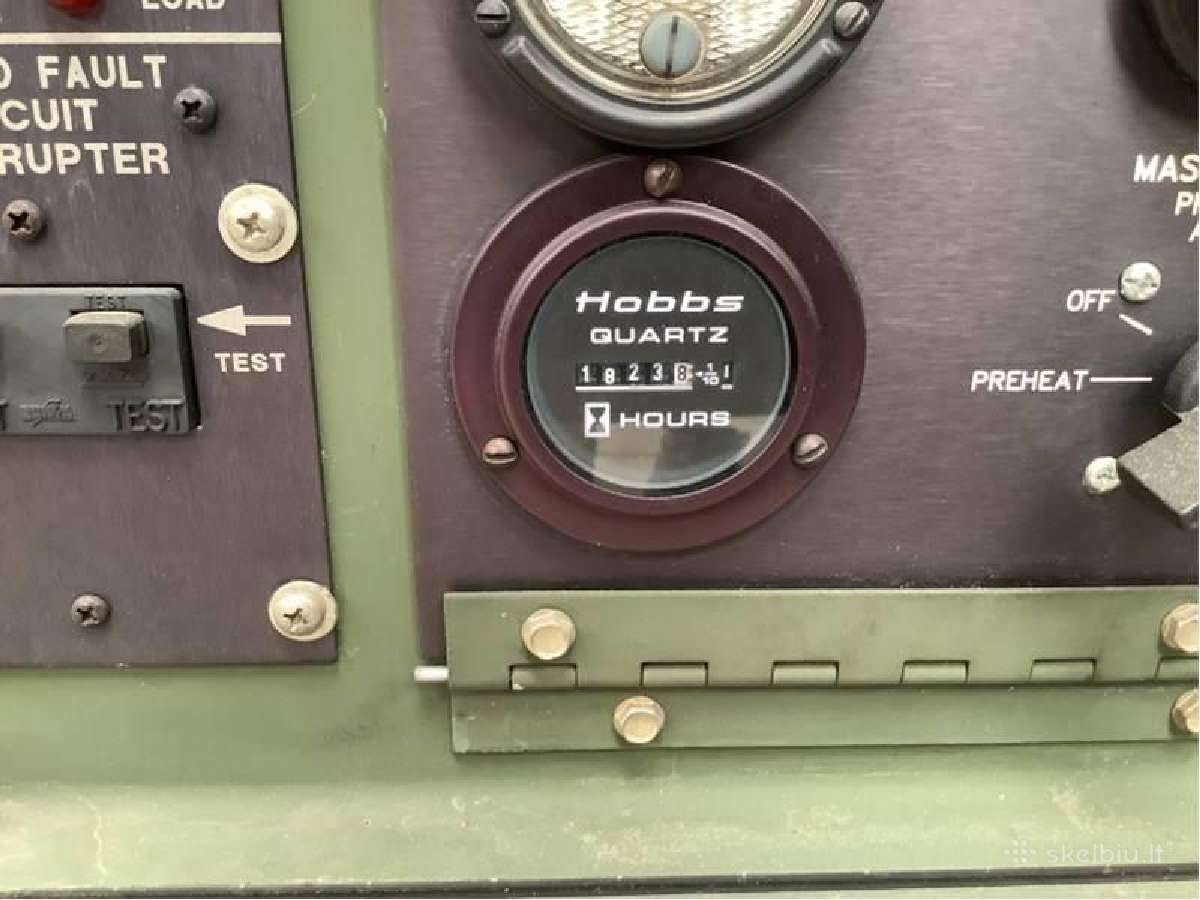 LOAD
D FAULT
CUIT
RUPTER
TEST
TEST
TEST
Hobbs
QUARTZ
1 8 2 3 8 1/10
HOURS
MAS
OFF
PREHEAT
skelbiu.lt